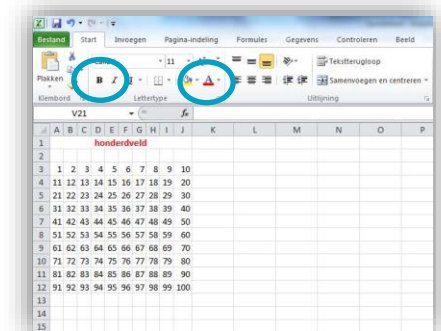 Bestand Start Invoegen Pagina-indeling Formules Gegevens Controleren Beeld
11
Plakken B I A Tekstterugloop
Samenvoegen en centreren
Klembord Lettertype Uitlijning
V21 fx
A B C D E F G H I J K L M N O P
1 honderdveld
2
3 1 2 3 4 5 6 7 8 9 10
4 11 12 13 14 15 16 17 18 19 20
5 21 22 23 24 25 26 27 28 29 30
6 31 32 33 34 35 36 37 38 39 40
7 41 42 43 44 45 46 47 48 49 50
8 51 52 53 54 55 56 57 58 59 60
9 61 62 63 64 65 66 67 68 69 70
10 71 72 73 74 75 76 77 78 79 80
11 81 82 83 84 85 86 87 88 89 90
12 91 92 93 94 95 96 97 98 99 100
13
14
15